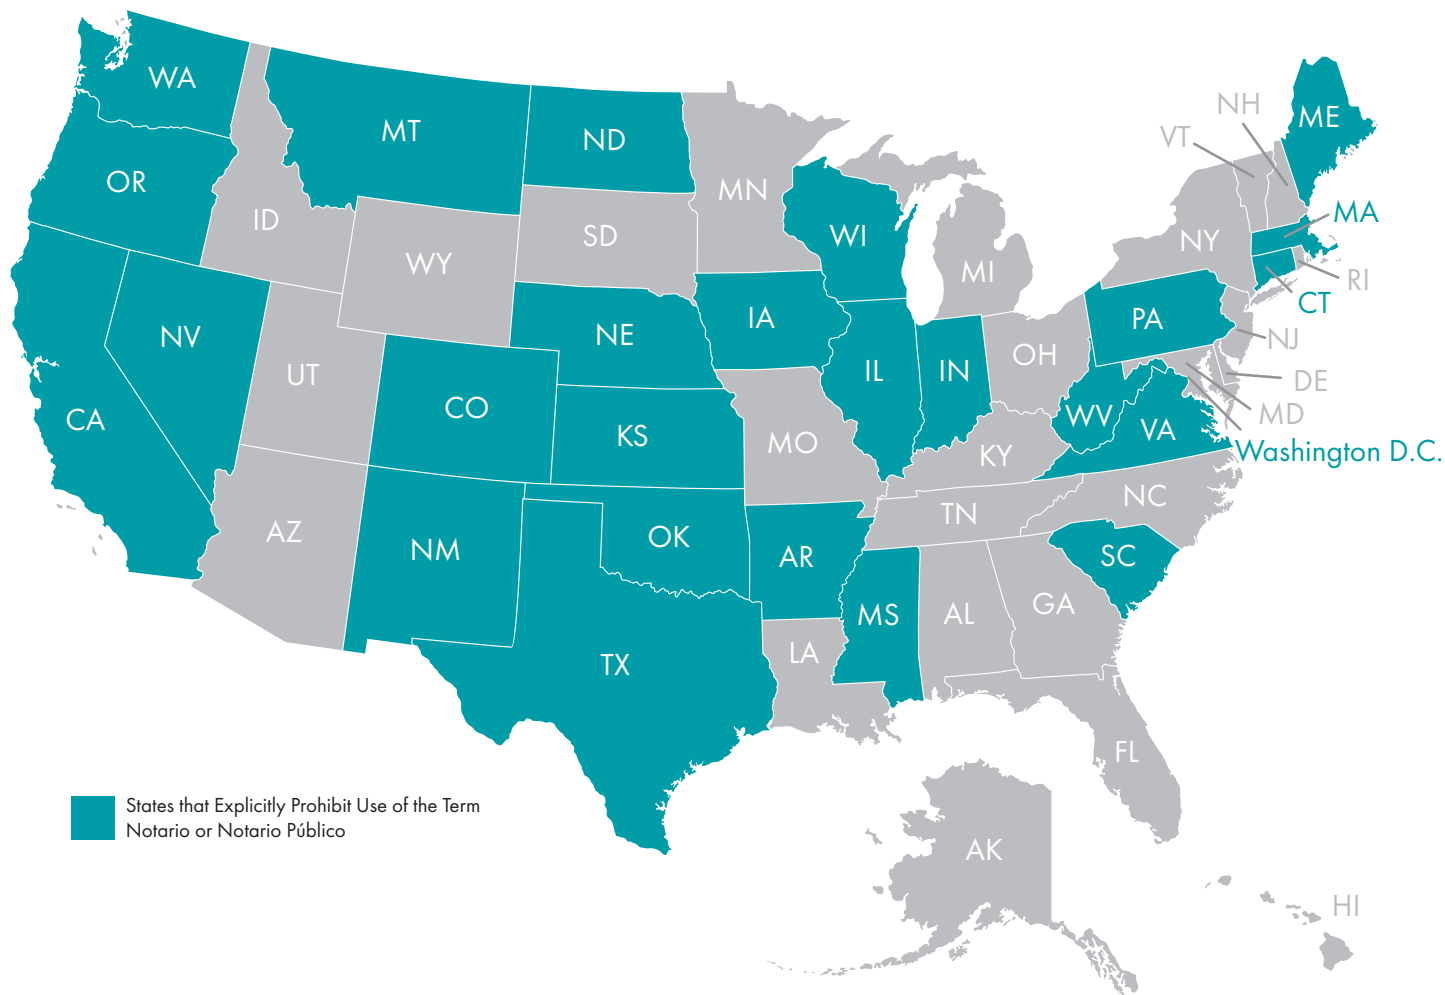 WA
MT
ND
MN
OR
ID
WY
SD
WI
MI
NH
VT
ME
MA
NY
RI
CT
NV
UT
NE
IA
IL
IN
OH
PA
NJ
DE
MD
Washington D.C.
CA
CO
KS
MO
KY
WV
VA
AZ
NM
OK
AR
TN
NC
SC
TX
LA
MS
AL
GA
FL
States that Explicitly Prohibit Use of the Term
Notario or Notario Público
AK
HI